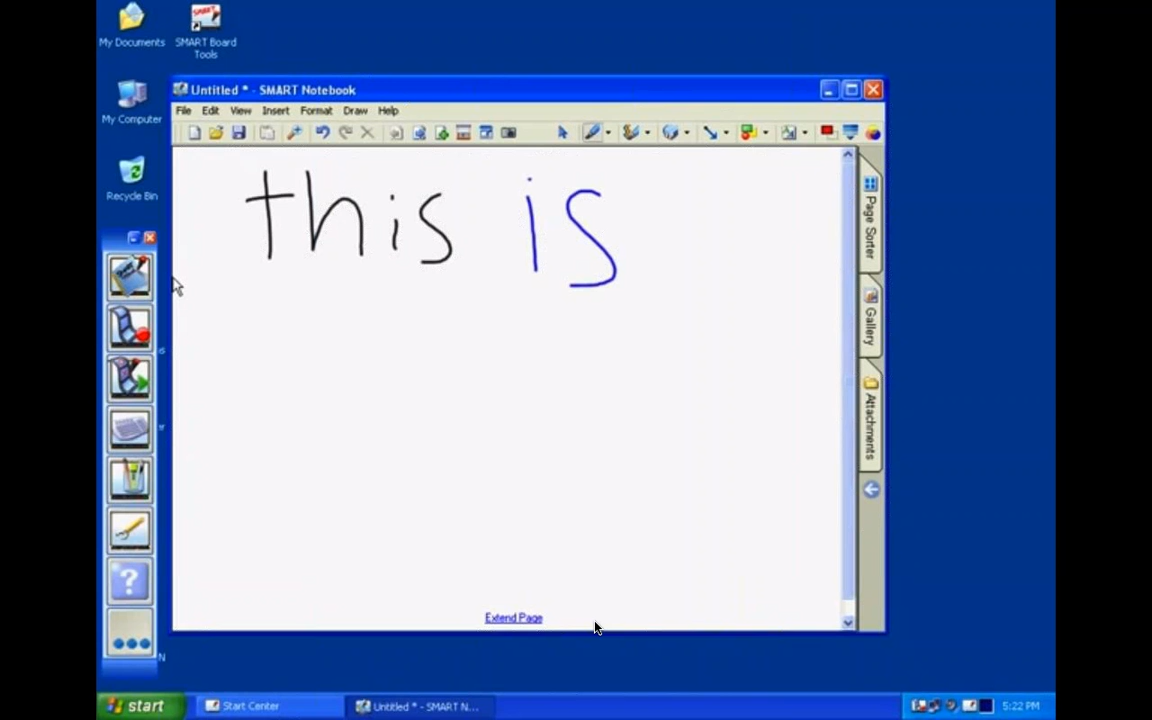 My Documents
SMART Board Tools
My Computer
Recycle Bin
Untitled * - SMART Notebook
File Edit View Insert Format Draw Help
this is
Page Sorter
Gallery
Attachments
Extend Page
start
Start Center
Untitled * - SMART N...
5:22 PM